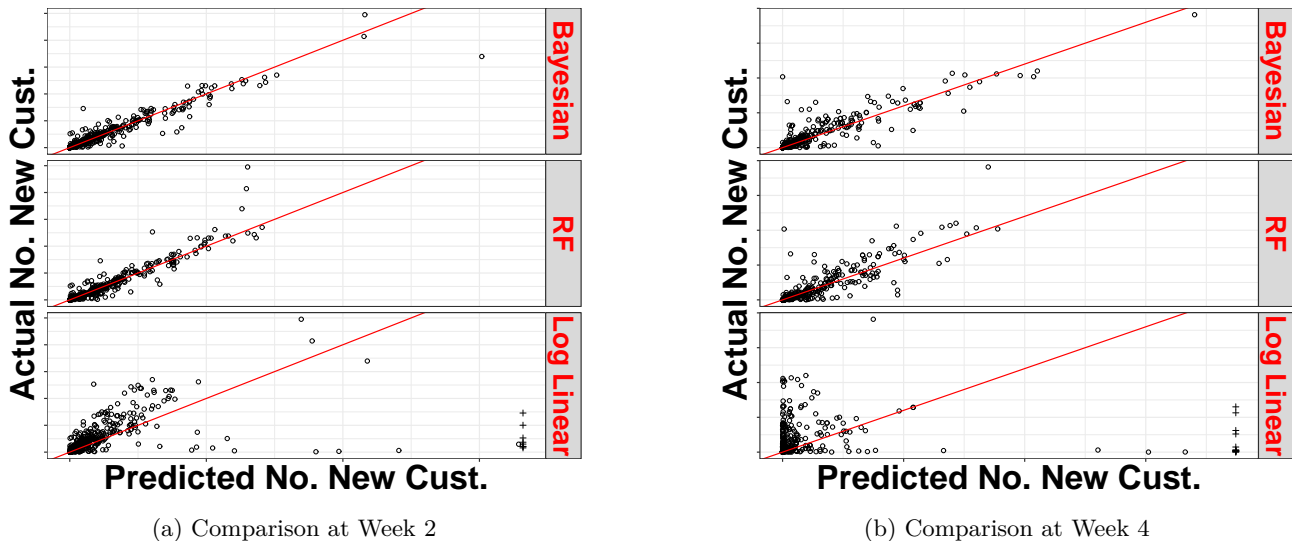 Actual No. New Cust.
Bayesian
RF
Log Linear
Predicted No. New Cust.
(a) Comparison at Week 2
Actual No. New Cust.
Bayesian
RF
Log Linear
Predicted No. New Cust.
(b) Comparison at Week 4